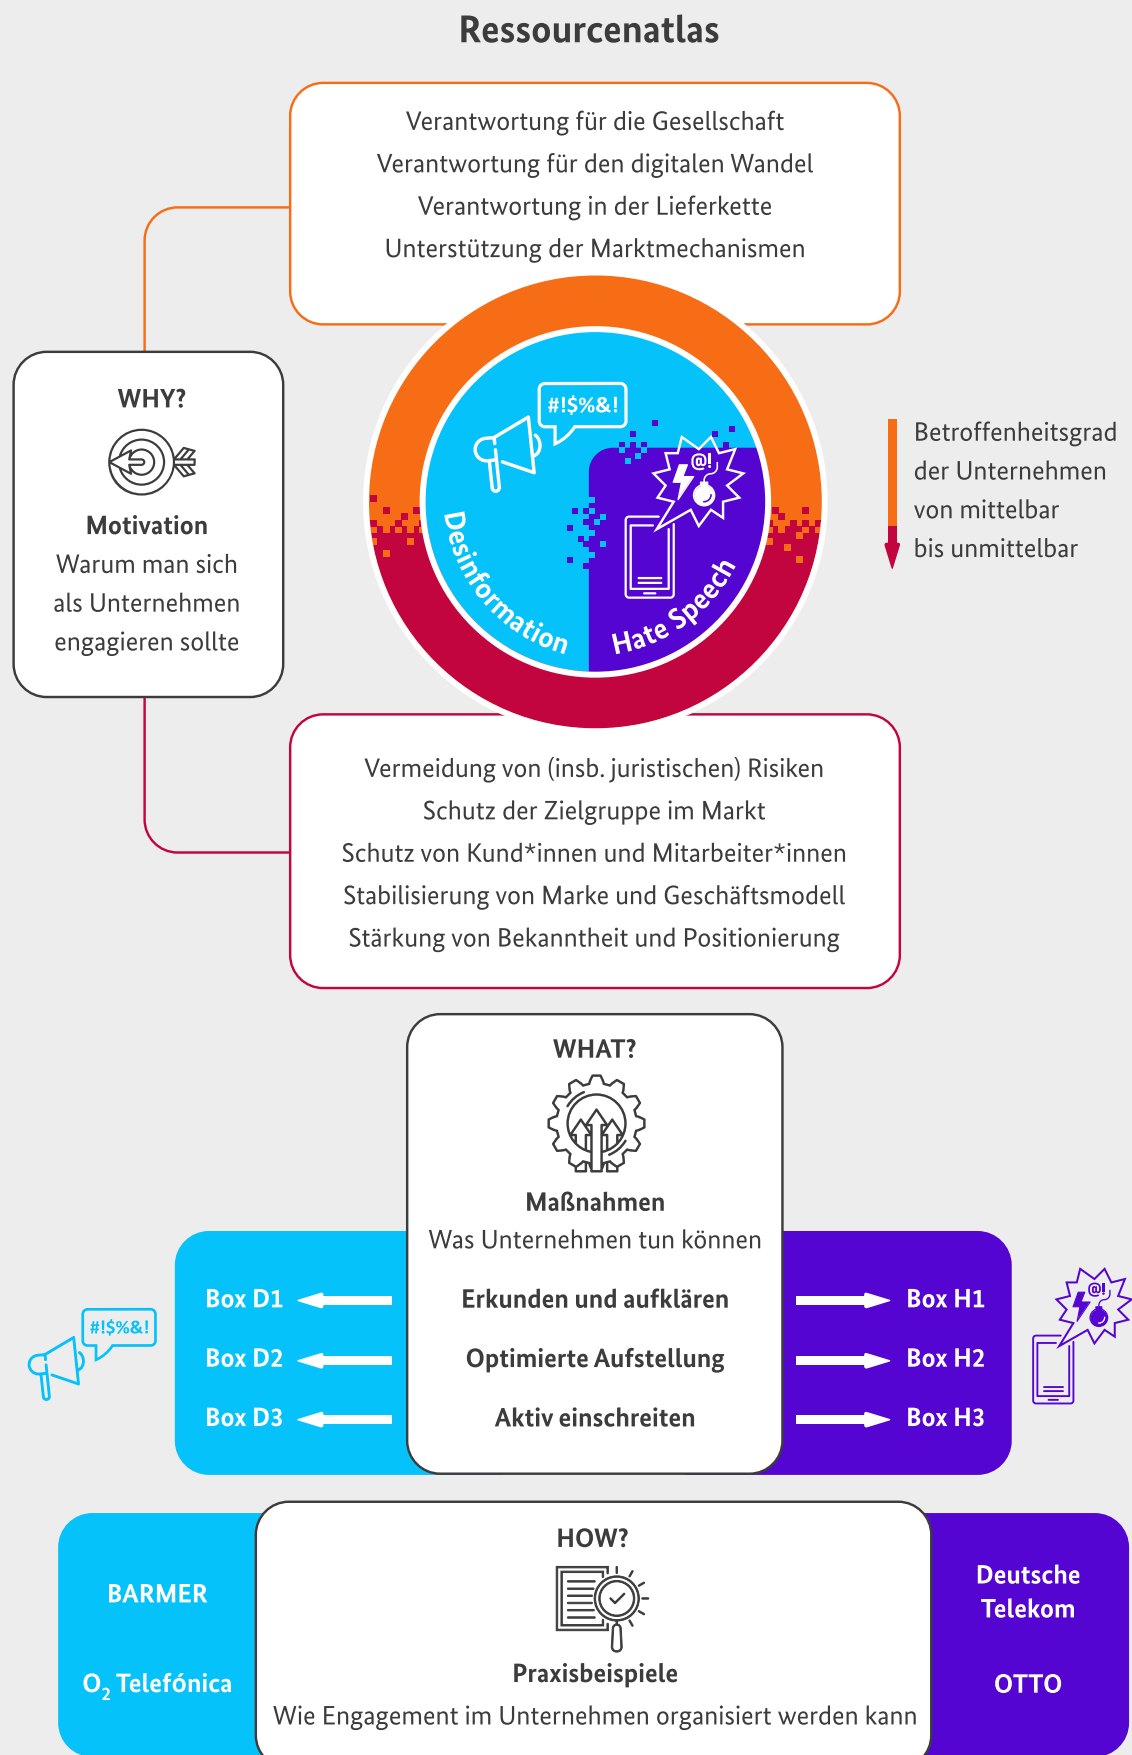 Ressourcenatlas
Verantwortung für die Gesellschaft
Verantwortung für den digitalen Wandel
Verantwortung in der Lieferkette
Unterstützung der Marktmechanismen
WHY?
Motivation
Warum man sich
als Unternehmen
engagieren sollte
#!$%&!
@!
Desinformation
Hate Speech
Betroffenheitsgrad
der Unternehmen
von mittelbar
bis unmittelbar
Vermeidung von (insb. juristischen) Risiken
Schutz der Zielgruppe im Markt
Schutz von Kund*innen und Mitarbeiter*innen
Stabilisierung von Marke und Geschäftsmodell
Stärkung von Bekanntheit und Positionierung
WHAT?
Maßnahmen
Was Unternehmen tun können
#!$%&!
Box D1
Erkunden und aufklären
Box H1
@!
Box D2
Optimierte Aufstellung
Box H2
Box D3
Aktiv einschreiten
Box H3
HOW?
Praxisbeispiele
Wie Engagement im Unternehmen organisiert werden kann
BARMER
O₂ Telefónica
Deutsche
Telekom
OTTO